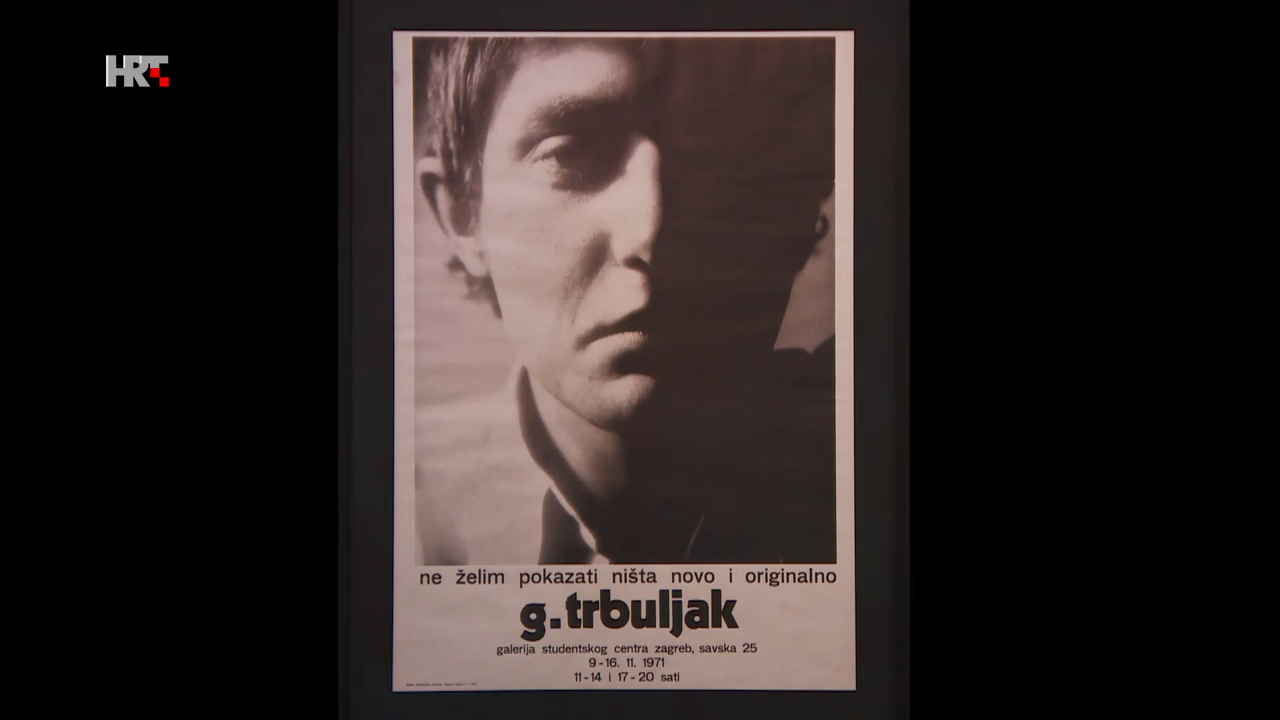 HRT
ne želim pokazati ništa novo i originalno
g.trbuljak
galerija studentskog centra zagreb, savska 25
9-16. 11. 1971
11-14 i 17-20 sati